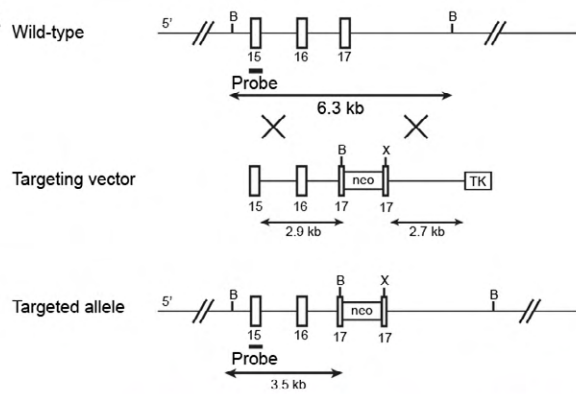 Wild-type
5'
B
B
15
16
17
Probe
6.3 kb
Targeting vector
B
X
nco
TK
15
16
17
17
2.9 kb
2.7 kb
Targeted allele
5'
B
B
X
B
nco
15
16
17
17
Probe
3.5 kb